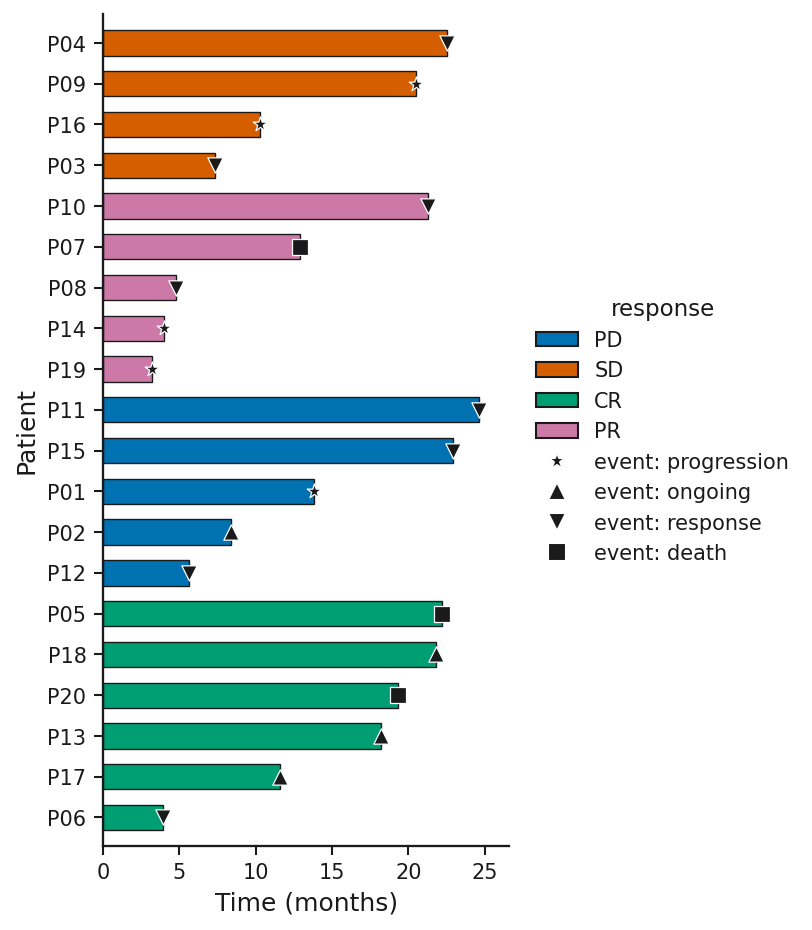 P04
P09
P16
P03
P10
P07
P08
P14
P19
P11
P15
P01
P02
P12
P05
P18
P20
P13
P17
P06
Patient
0 5 10 15 20 25
Time (months)
response
PD
SD
CR
PR
event: progression
event: ongoing
event: response
event: death